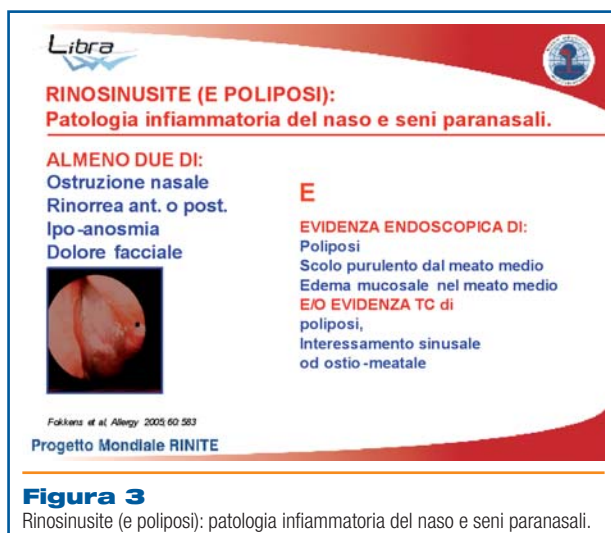 Libra
RINOSINUSITE (E POLIPOSI):
Patologia infiammatoria del naso e seni paranasali.
ALMENO DUE DI:
Ostruzione nasale
Rinorrea ant. o post.
Ipo-anosmia
Dolore facciale
E
EVIDENZA ENDOSCOPICA DI:
Poliposi
Scolo purulento dal meato medio
Edema mucosale nel meato medio
E/O EVIDENZA TC di
poliposi,
Interessamento sinusale
od ostio-meatale
Fokkens et al, Allergy 2005;60:583
Progetto Mondiale RINITE
Figura 3
Rinosinusite (e poliposi): patologia infiammatoria del naso e seni paranasali.